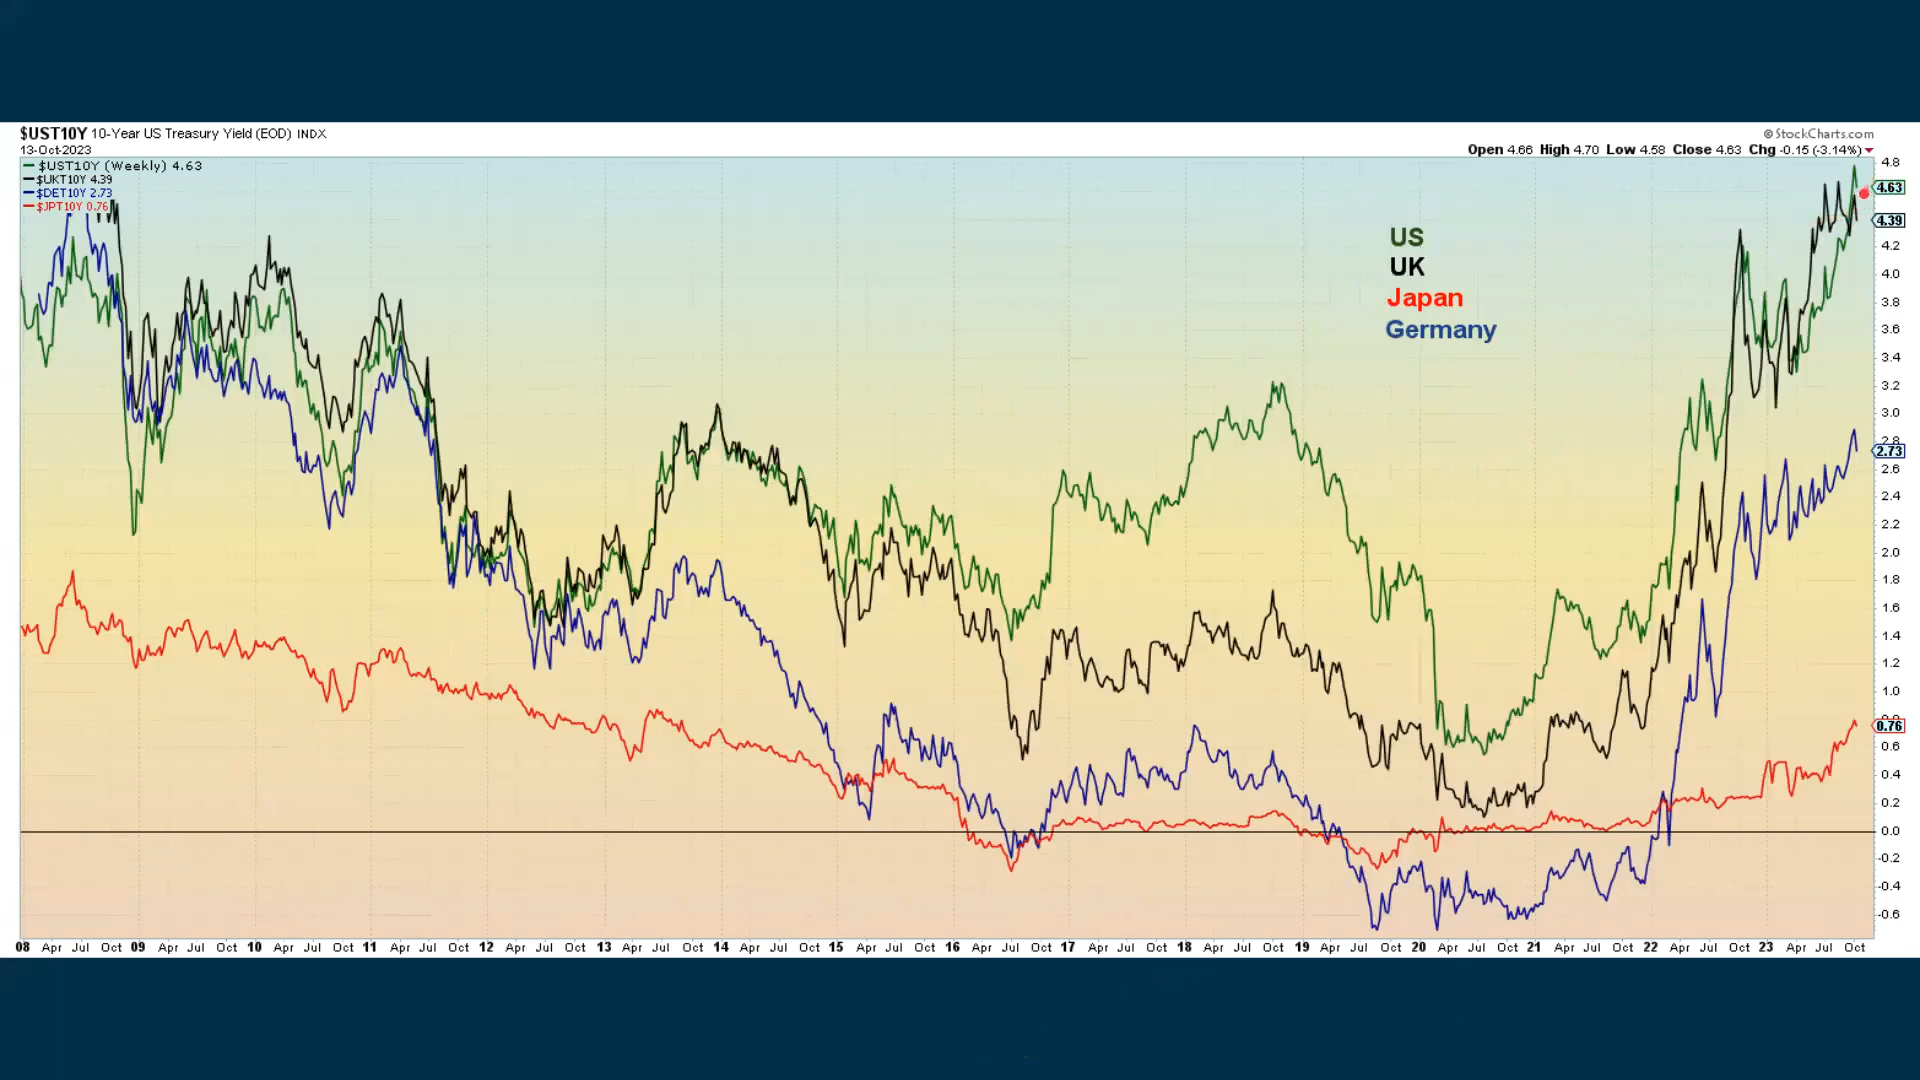 $UST10Y 10-Year US Treasury Yield (EOD) INDX
© StockCharts.com
13-Oct-2023
Open 4.66 High 4.70 Low 4.58 Close 4.63 Chg -0.15 (-3.14%)
$UST10Y (Weekly) 4.63
$UKT10Y 4.39
$DET10Y 2.73
$JPT10Y 0.76
US
UK
Japan
Germany
4.8
4.63
4.39
4.2
4.0
3.8
3.6
3.4
3.2
3.0
2.8
2.73
2.6
2.4
2.2
2.0
1.8
1.6
1.4
1.2
1.0
0.76
0.6
0.4
0.2
0.0
-0.2
-0.4
-0.6
08 Apr Jul Oct 09 Apr Jul Oct 10 Apr Jul Oct 11 Apr Jul Oct 12 Apr Jul Oct 13 Apr Jul Oct 14 Apr Jul Oct 15 Apr Jul Oct 16 Apr Jul Oct 17 Apr Jul Oct 18 Apr Jul Oct 19 Apr Jul Oct 20 Apr Jul Oct 21 Apr Jul Oct 22 Apr Jul Oct 23 Apr Jul Oct